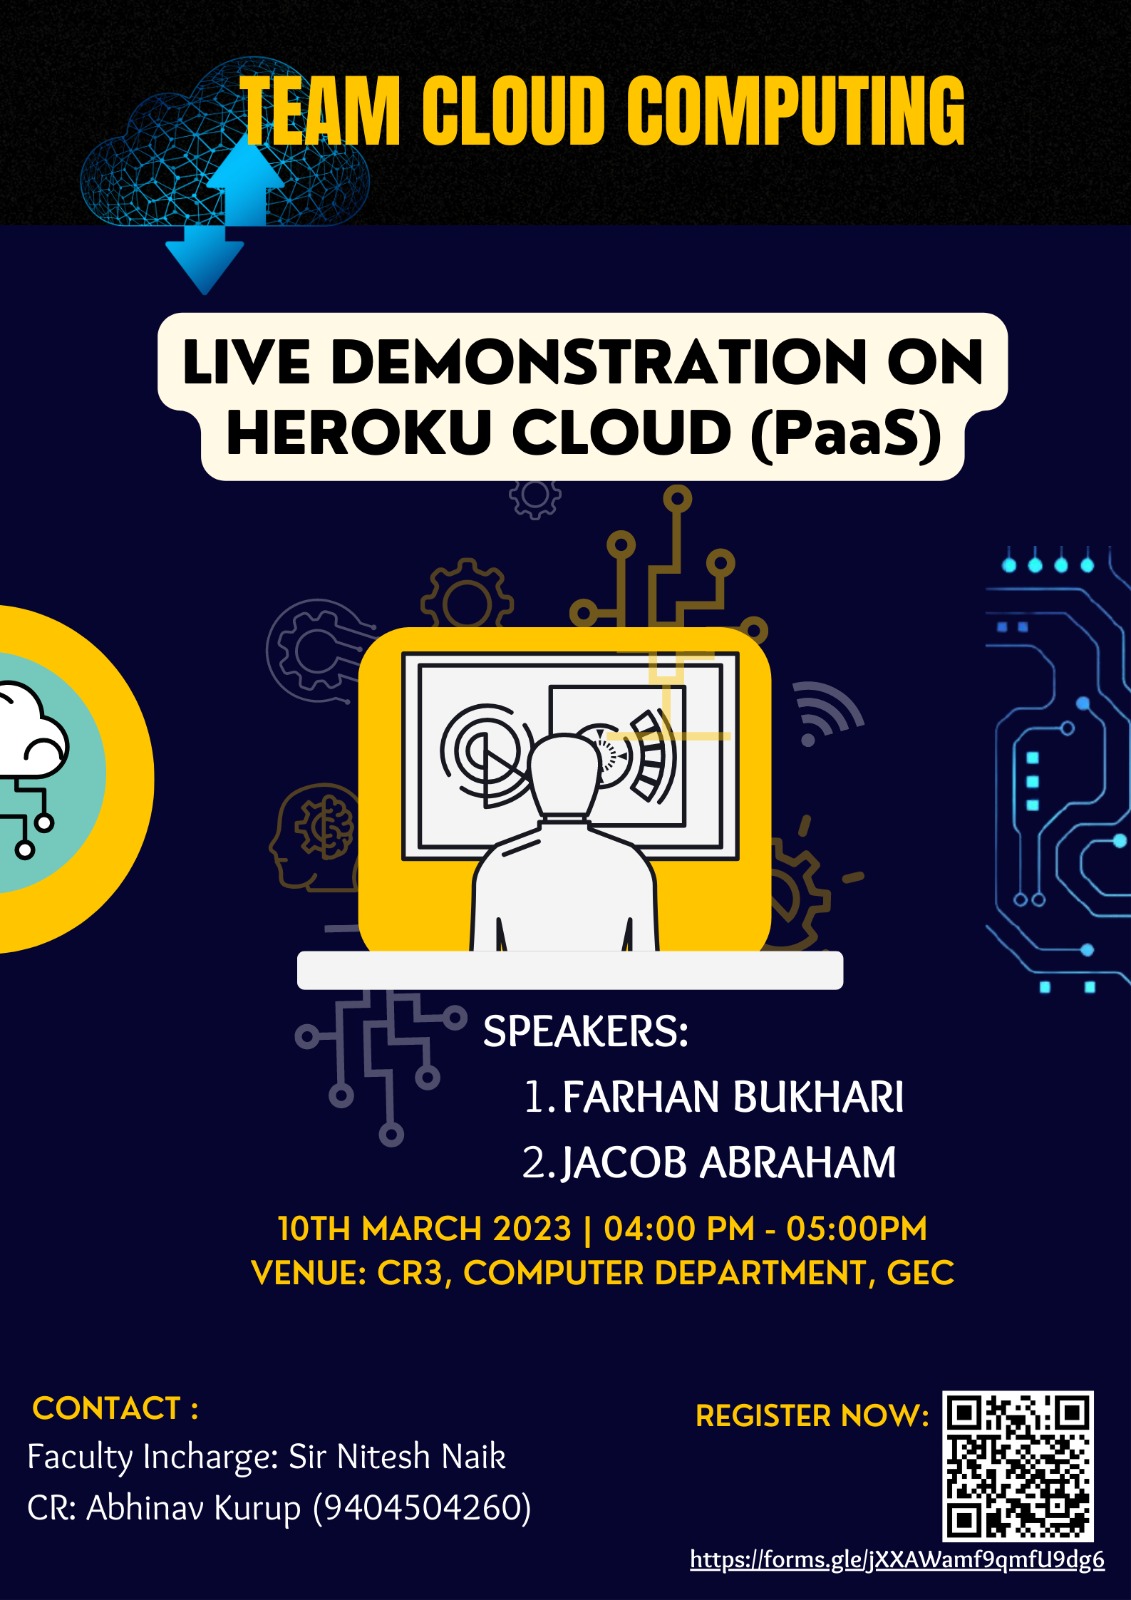 TEAM CLOUD COMPUTING
LIVE DEMONSTRATION ON
HEROKU CLOUD (PaaS)
SPEAKERS:
1. FARHAN BUKHARI
2. JACOB ABRAHAM
10TH MARCH 2023 | 04:00 PM - 05:00PM
VENUE: CR3, COMPUTER DEPARTMENT, GEC
CONTACT :
Faculty Incharge: Sir Nitesh Naik
CR: Abhinav Kurup (9404504260)
REGISTER NOW:
https://forms.gle/jXXAWamf9qmfU9dg6